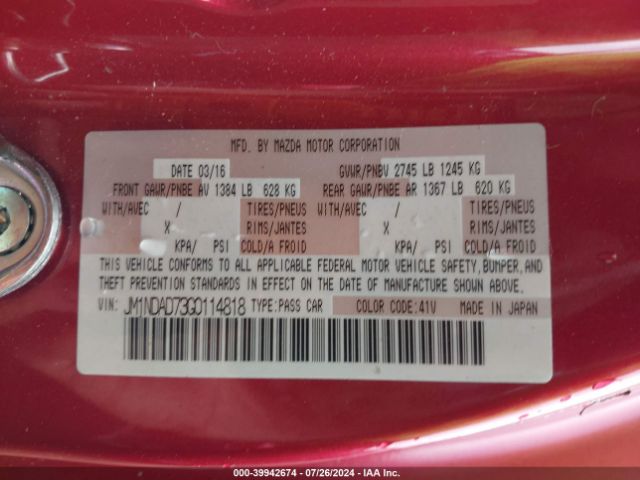 MFD. BY MAZDA MOTOR CORPORATION
DATE 03/16 GVWR/PNBV 2745 LB 1245 KG
FRONT GAWR/PNBE AV 1384 LB 628 KG REAR GAWR/PNBE AR 1367 LB 620 KG
WITH/AVEC / TIRES/PNEUS WITH/AVEC / TIRES/PNEUS
X RIMS/JANTES X RIMS/JANTES
KPA/ PSI COLD/A FROID KPA/ PSI COLD/A FROID
THIS VEHICLE CONFORMS TO ALL APPLICABLE FEDERAL MOTOR VEHICLE SAFETY, BUMPER, AND
THEFT PREVENTION STANDARDS IN EFFECT ON THE DATE OF MANUFACTURE SHOWN ABOVE.
VIN: JM1NDAD73G0114818 TYPE:PASS CAR COLOR CODE:41V MADE IN JAPAN
000-39942674 | 07/26/2024 | IAA Inc.